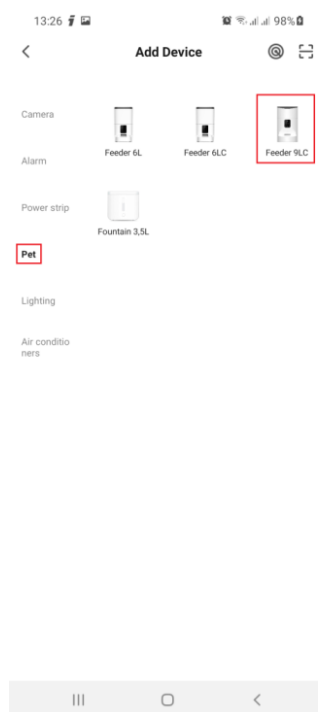 13:26 98%
Add Device
Camera
Alarm
Power strip
Pet
Lighting
Air conditio
ners
Feeder 6L Feeder 6LC Feeder 9LC
Fountain 3,5L